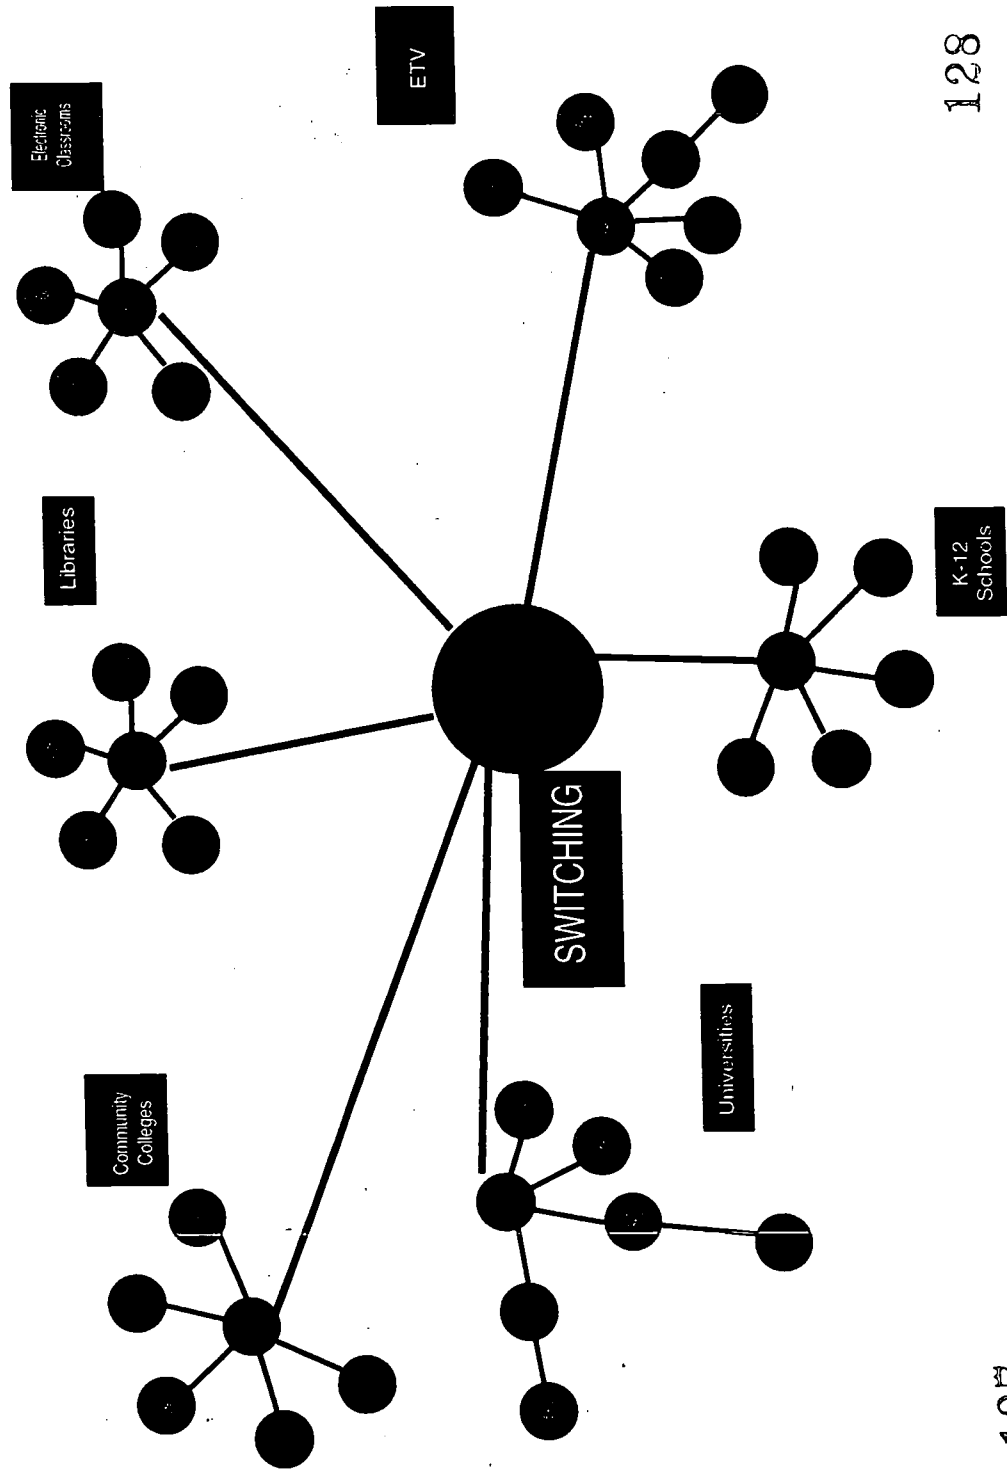 Community
Colleges
Libraries
Electronic
Classrooms
ETV
SWITCHING
Universities
K-12
Schools
128